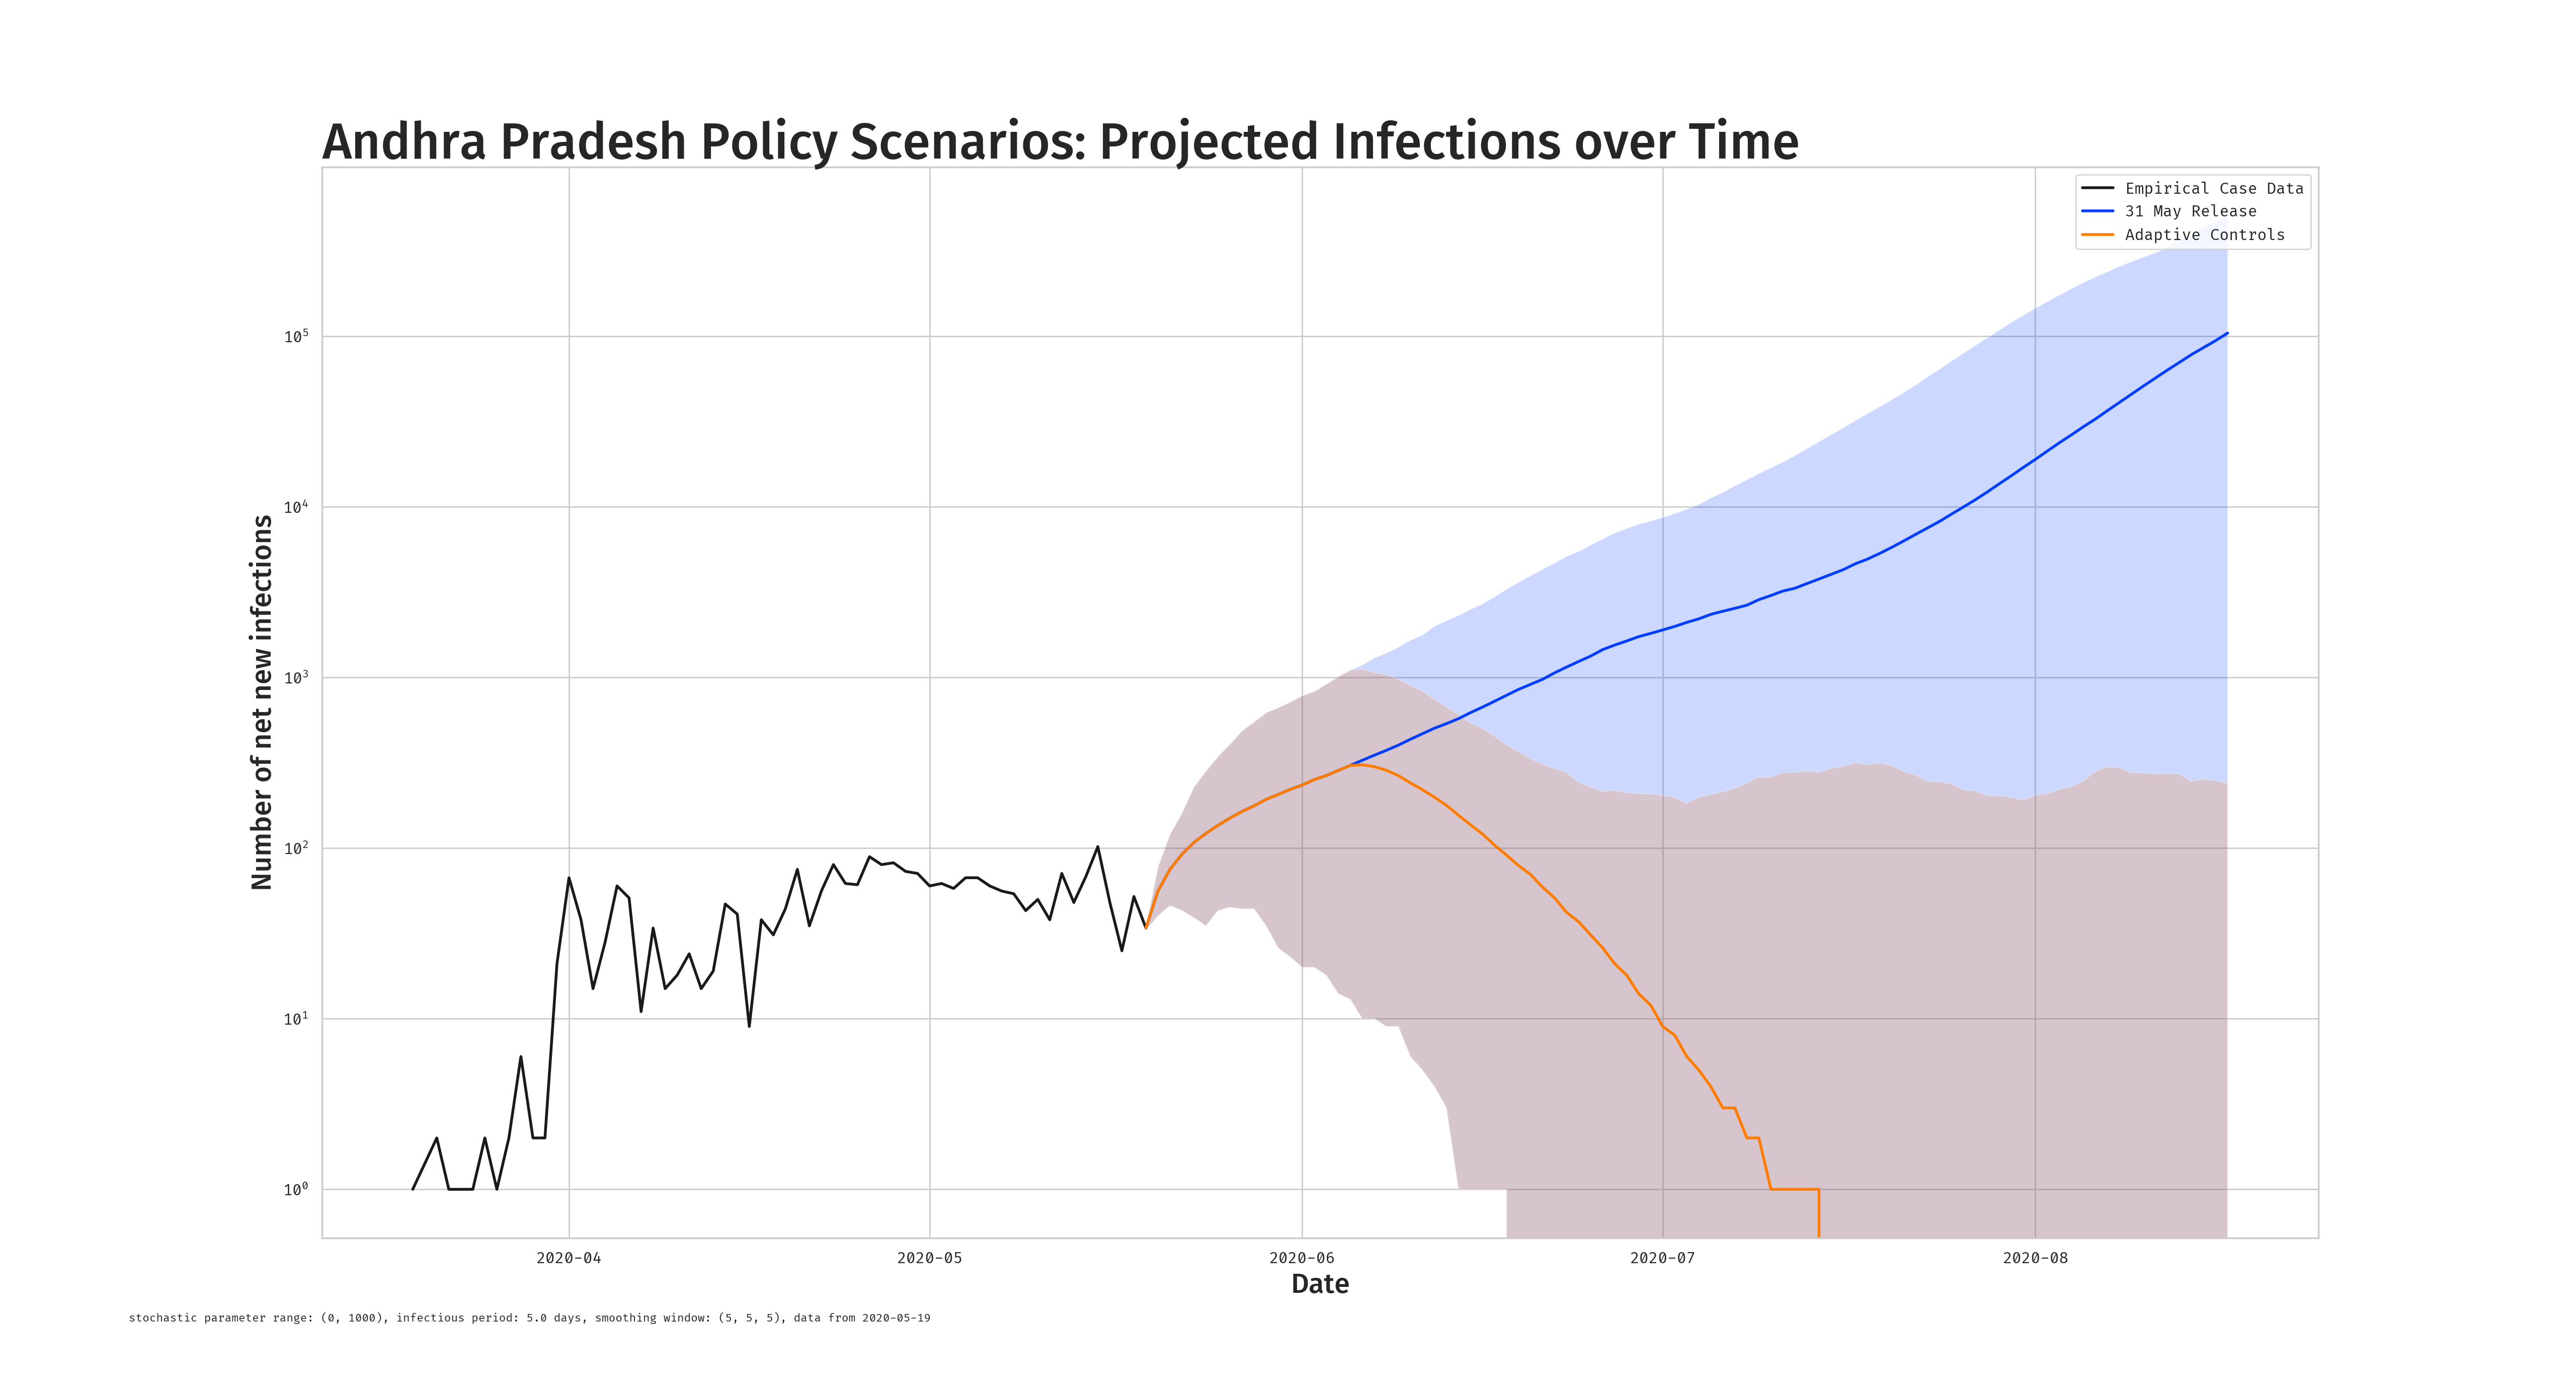 Andhra Pradesh Policy Scenarios: Projected Infections over Time
Empirical Case Data
31 May Release
Adaptive Controls
Number of net new infections
10⁵
10⁴
10³
10²
10¹
10⁰
2020-04
2020-05
2020-06
2020-07
2020-08
Date
stochastic parameter range: (0, 1000), infectious period: 5.0 days, smoothing window: (5, 5, 5), data from 2020-05-19